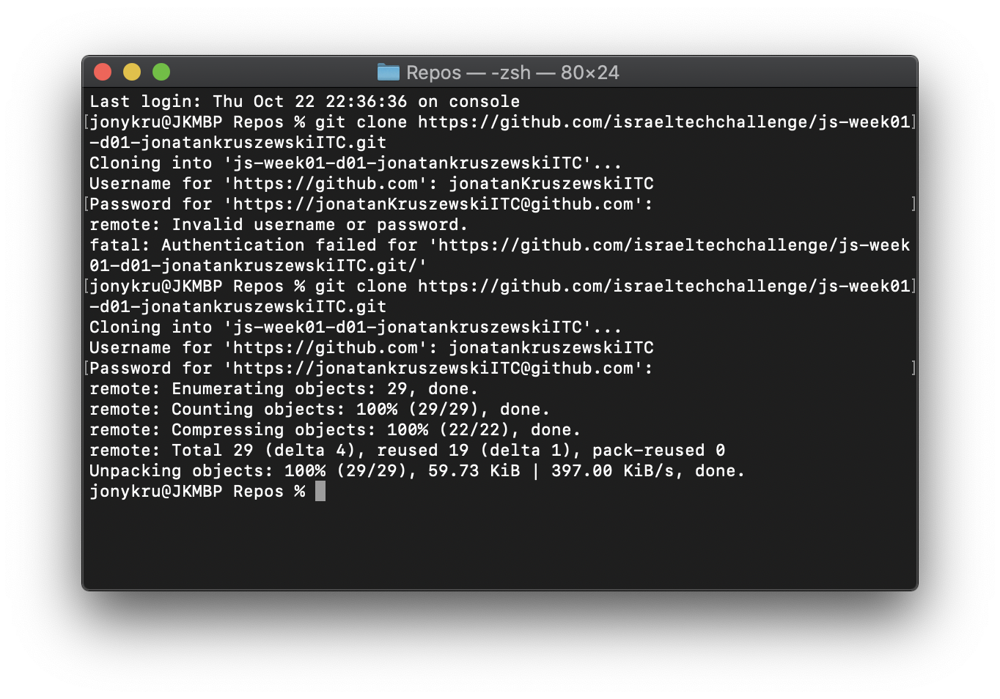 Repos — -zsh — 80×24
Last login: Thu Oct 22 22:36:36 on console
[jonykru@JKMBP Repos % git clone https://github.com/israeltechchallenge/js-week01]
-d01-jonatankruszewskiITC.git
Cloning into 'js-week01-d01-jonatankruszewskiITC'...
Username for 'https://github.com': jonatanKruszewskiITC
[Password for 'https://jonatanKruszewskiITC@github.com': ]
remote: Invalid username or password.
fatal: Authentication failed for 'https://github.com/israeltechchallenge/js-week
01-d01-jonatankruszewskiITC.git/'
[jonykru@JKMBP Repos % git clone https://github.com/israeltechchallenge/js-week01]
-d01-jonatankruszewskiITC.git
Cloning into 'js-week01-d01-jonatankruszewskiITC'...
Username for 'https://github.com': jonatankruszewskiITC
[Password for 'https://jonatankruszewskiITC@github.com': ]
remote: Enumerating objects: 29, done.
remote: Counting objects: 100% (29/29), done.
remote: Compressing objects: 100% (22/22), done.
remote: Total 29 (delta 4), reused 19 (delta 1), pack-reused 0
Unpacking objects: 100% (29/29), 59.73 KiB | 397.00 KiB/s, done.
jonykru@JKMBP Repos %